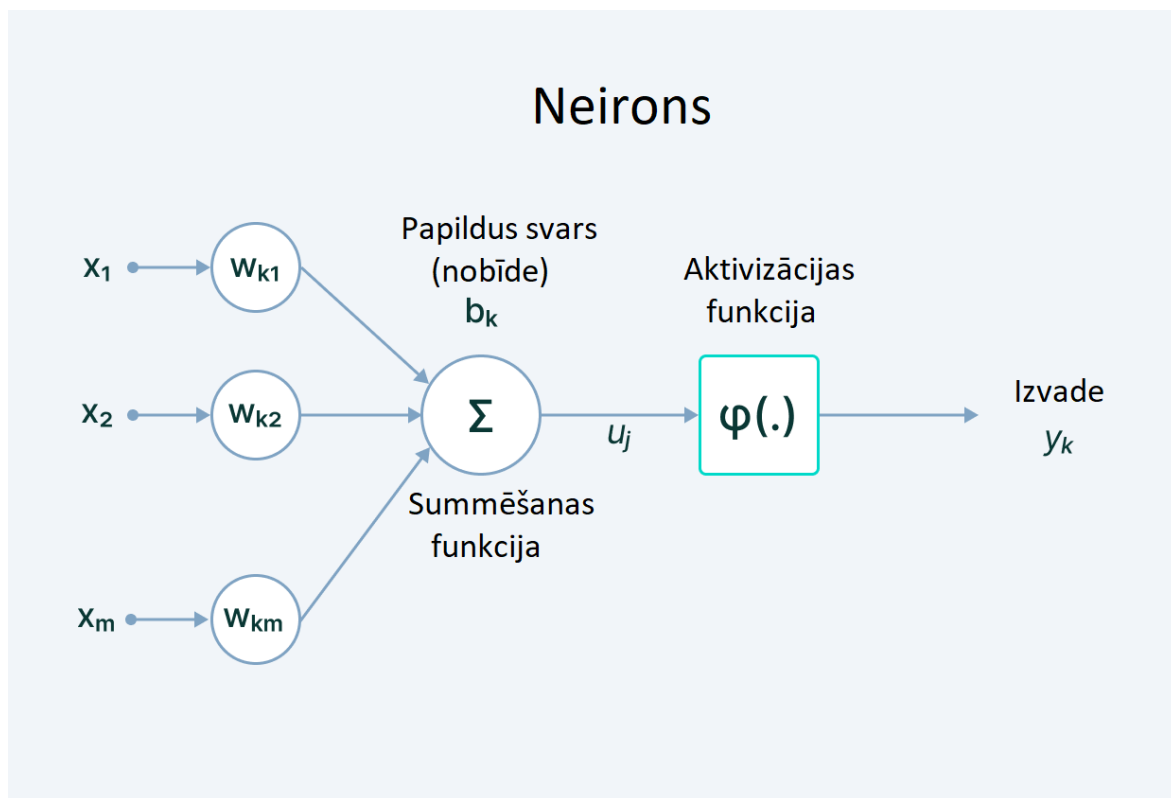 Neirons
Papildus svars
(nobīde)
bₖ
Aktivizācijas
funkcija
x₁
wₖ₁
x₂
wₖ₂
Σ
uⱼ
φ(.)
Izvade
yₖ
Summēšanas
funkcija
xₘ
wₖₘ